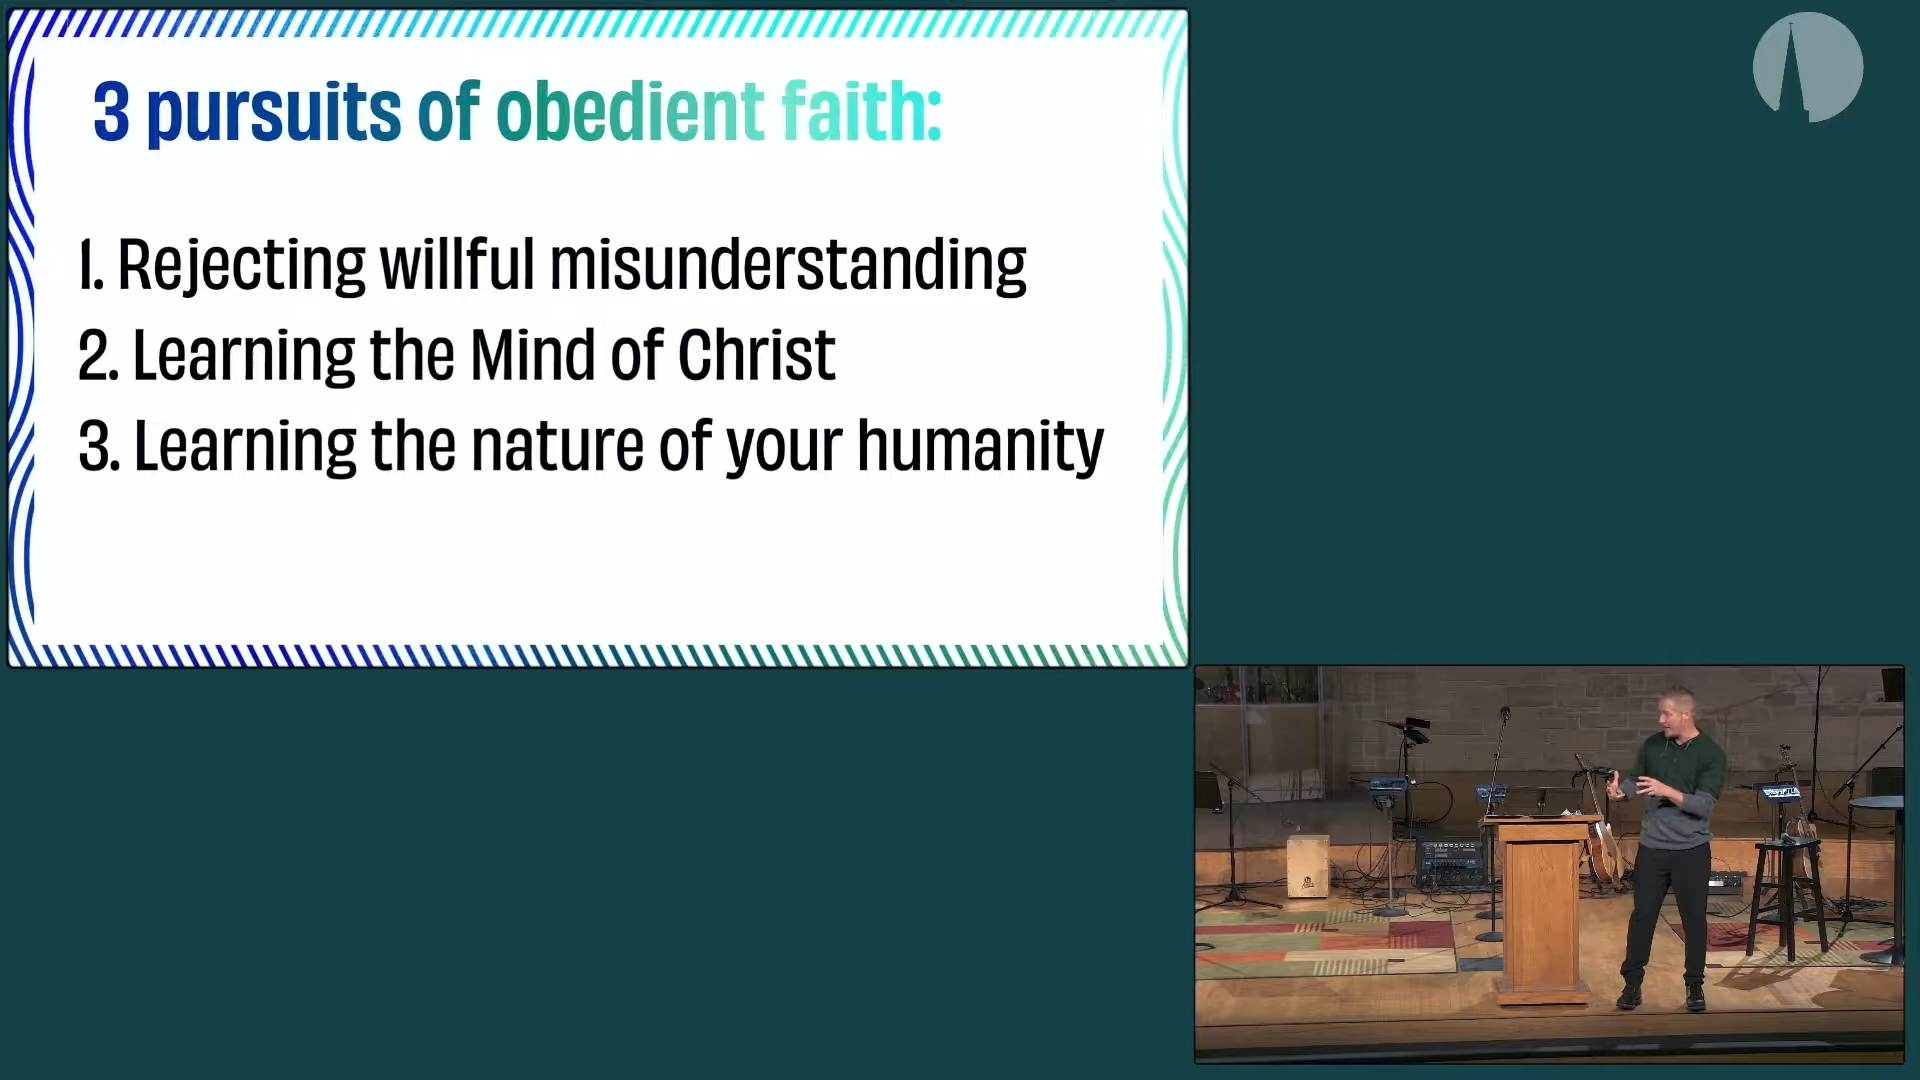 3 pursuits of obedient faith:
1. Rejecting willful misunderstanding
2. Learning the Mind of Christ
3. Learning the nature of your humanity